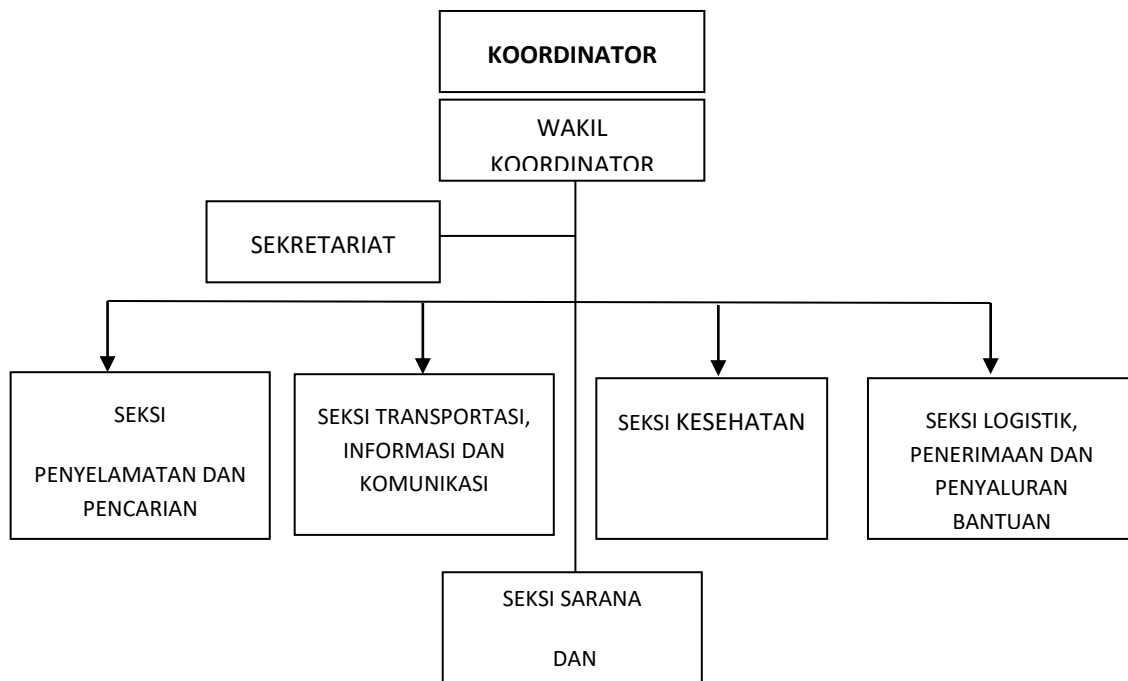 KOORDINATOR
WAKIL
KOORDINATOR
SEKRETARIAT
SEKSI
PENYELAMATAN DAN
PENCARIAN
SEKSI TRANSPORTASI,
INFORMASI DAN
KOMUNIKASI
SEKSI KESEHATAN
SEKSI LOGISTIK,
PENERIMAAN DAN
PENYALURAN
BANTUAN
SEKSI SARANA
DAN